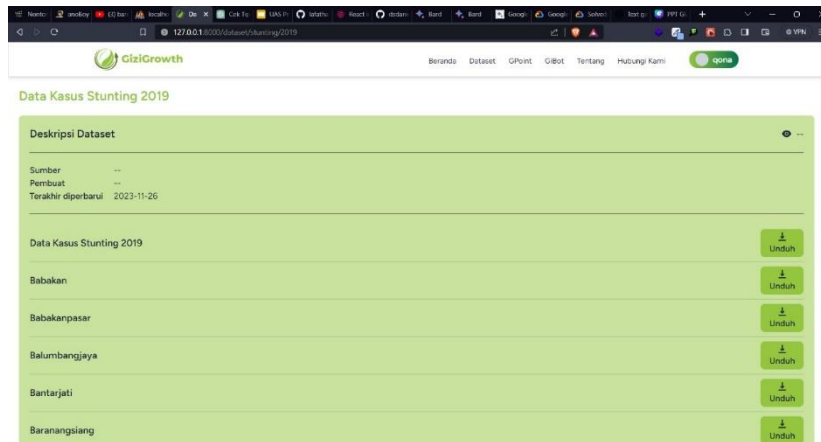 127.0.0.1:8000/dataset/stunting/2019
VPN
GiziGrowth
Beranda Dataset GPoint GiBot Tentang Hubungi Kami qona
Data Kasus Stunting 2019
Deskripsi Dataset --
Sumber --
Pembuat --
Terakhir diperbarui 2023-11-26
Data Kasus Stunting 2019 Unduh
Babakan Unduh
Babakanpasar Unduh
Balumbangjaya Unduh
Bantarjati Unduh
Baranangsiang Unduh